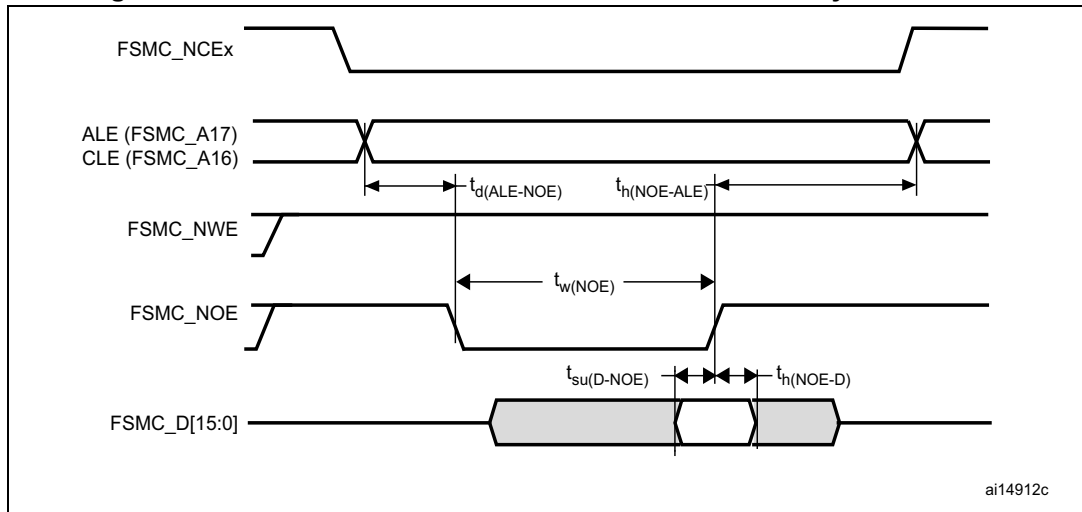 FSMC_NCEx
ALE (FSMC_A17)
CLE (FSMC_A16)
td(ALE-NOE)
th(NOE-ALE)
FSMC_NWE
tw(NOE)
FSMC_NOE
tsu(D-NOE)
th(NOE-D)
FSMC_D[15:0]
ai14912c